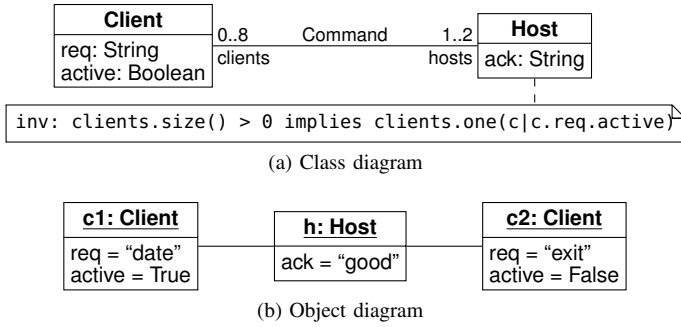 Client
req: String
active: Boolean
0..8 Command 1..2
clients hosts
Host
ack: String
inv: clients.size() > 0 implies clients.one(c|c.req.active)
(a) Class diagram
c1: Client
req = “date”
active = True
h: Host
ack = “good”
c2: Client
req = “exit”
active = False
(b) Object diagram